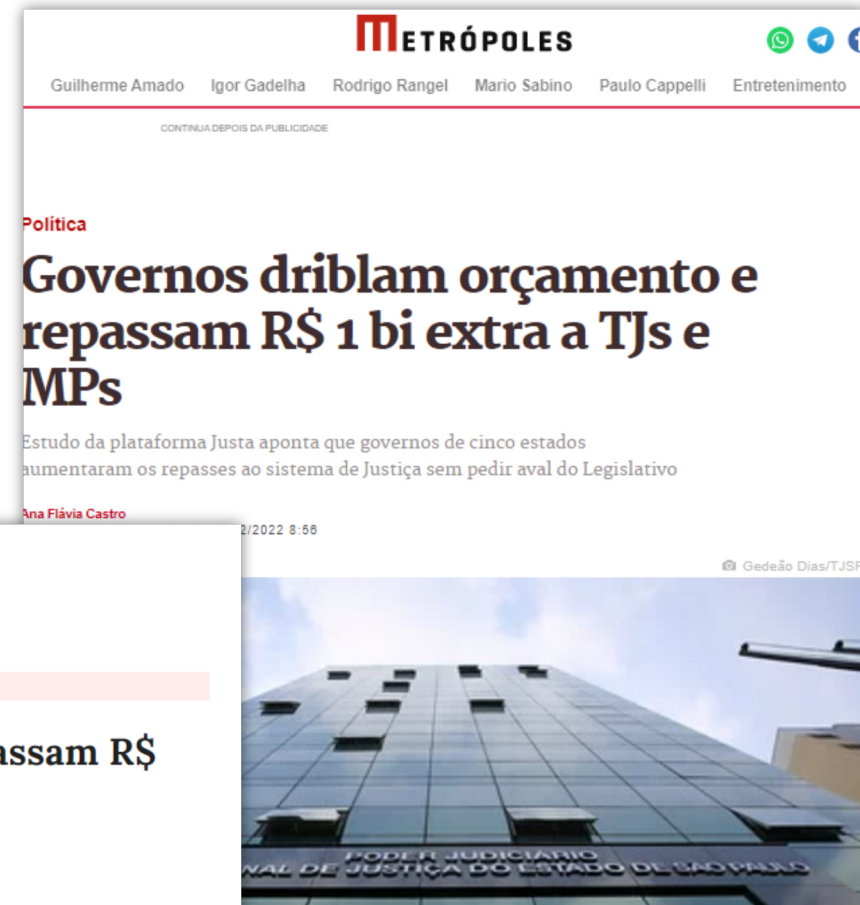 METRÓPOLES
Guilherme Amado Igor Gadelha Rodrigo Rangel Mario Sabino Paulo Cappelli Entretenimento
CONTINUA DEPOIS DA PUBLICIDADE
Política
Governos driblam orçamento e
repassam R$ 1 bi extra a TJs e
MPs
Estudo da plataforma Justa aponta que governos de cinco estados
aumentaram os repasses ao sistema de Justiça sem pedir aval do Legislativo
Ana Flávia Castro
2/2022 8:56
Gedeão Dias/TJSP
assam R$
PODER JUDICIÁRIO
NAL DE JUSTIÇA DO ESTADO DE SÃO PAULO